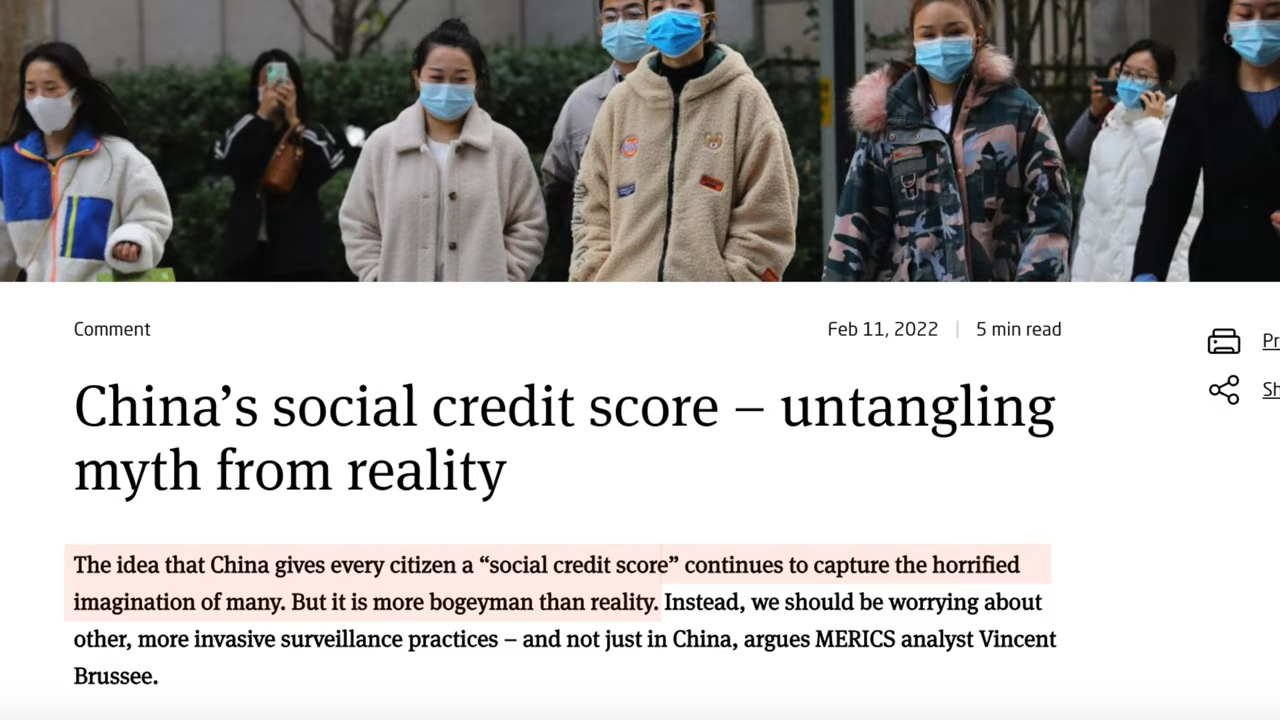 Comment
Feb 11, 2022 | 5 min read
Pr
Sh
China’s social credit score – untangling
myth from reality
The idea that China gives every citizen a “social credit score” continues to capture the horrified
imagination of many. But it is more bogeyman than reality. Instead, we should be worrying about
other, more invasive surveillance practices – and not just in China, argues MERICS analyst Vincent
Brussee.